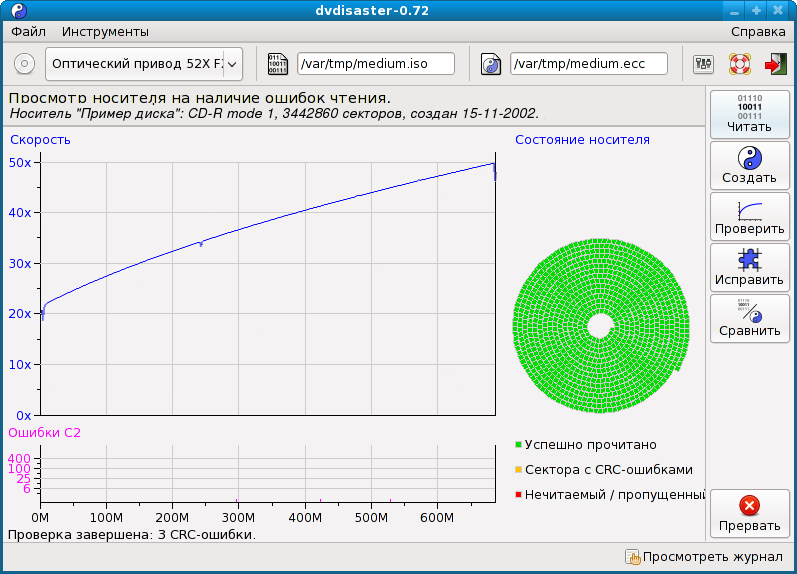 dvdisaster-0.72
Файл Инструменты Справка
Оптический привод 52X F /var/tmp/medium.iso /var/tmp/medium.ecc
Просмотр носителя на наличие ошибок чтения.
Носитель "Пример диска": CD-R mode 1, 3442860 секторов, создан 15-11-2002.
Скорость
50x
40x
30x
20x
10x
0x
Ошибки C2
400
100
25
6
0M 100M 200M 300M 400M 500M 600M
Проверка завершена: 3 CRC-ошибки.
Состояние носителя
Успешно прочитано
Сектора с CRC-ошибками
Нечитаемый / пропущенный
01110
10011
00111
Читать
Создать
Проверить
Исправить
Сравнить
Прервать
Просмотреть журнал